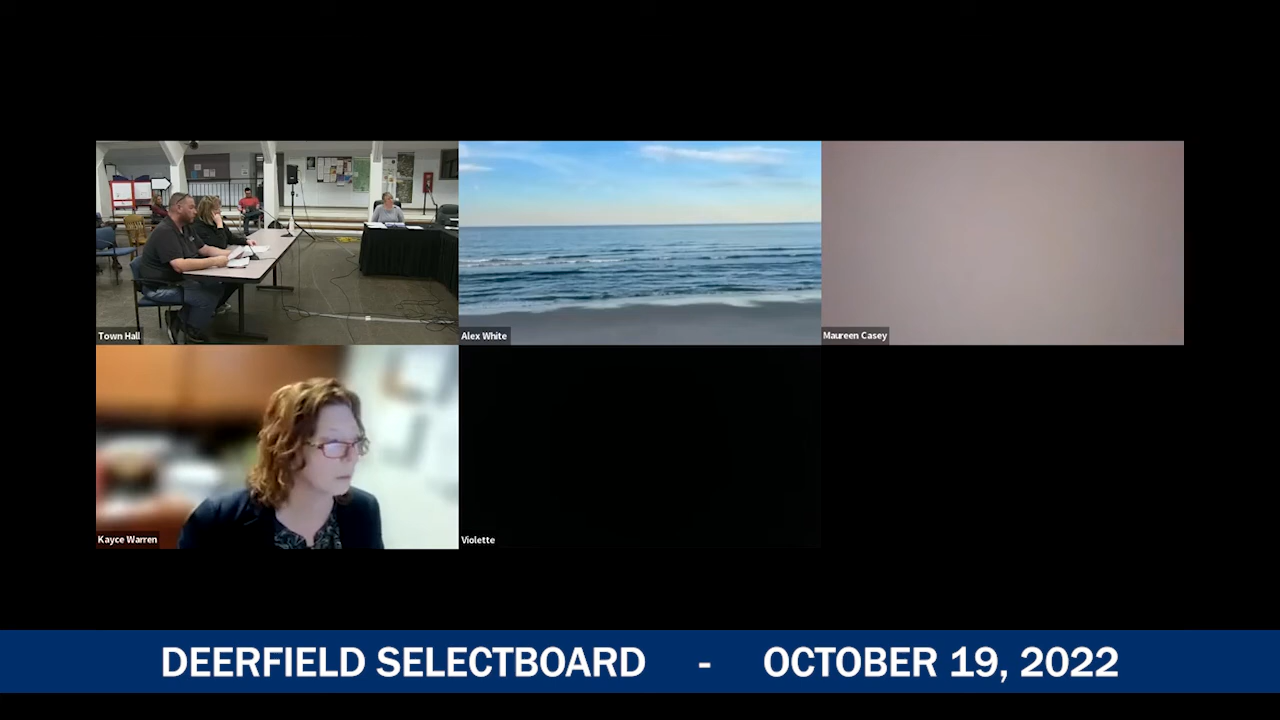 Town Hall
Alex White
Maureen Casey
Kayce Warren
Violette
DEERFIELD SELECTBOARD - OCTOBER 19, 2022